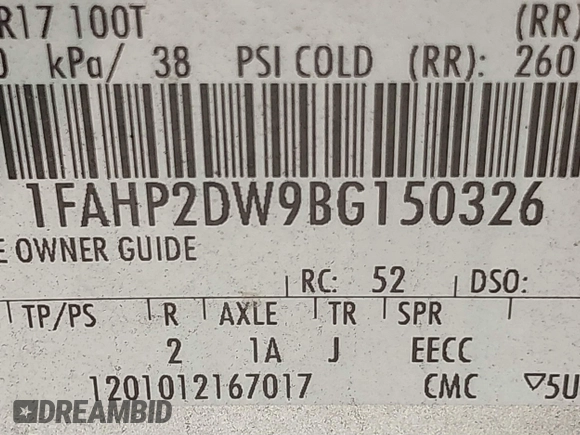 R17 100T (RR)
0 kPa/ 38 PSI COLD (RR): 260
1FAHP2DW9BG150326
E OWNER GUIDE
RC: 52 DSO:
TP/PS R AXLE TR SPR
2 1A J EECC
1201012167017 CMC ▽5U
DREAMBID